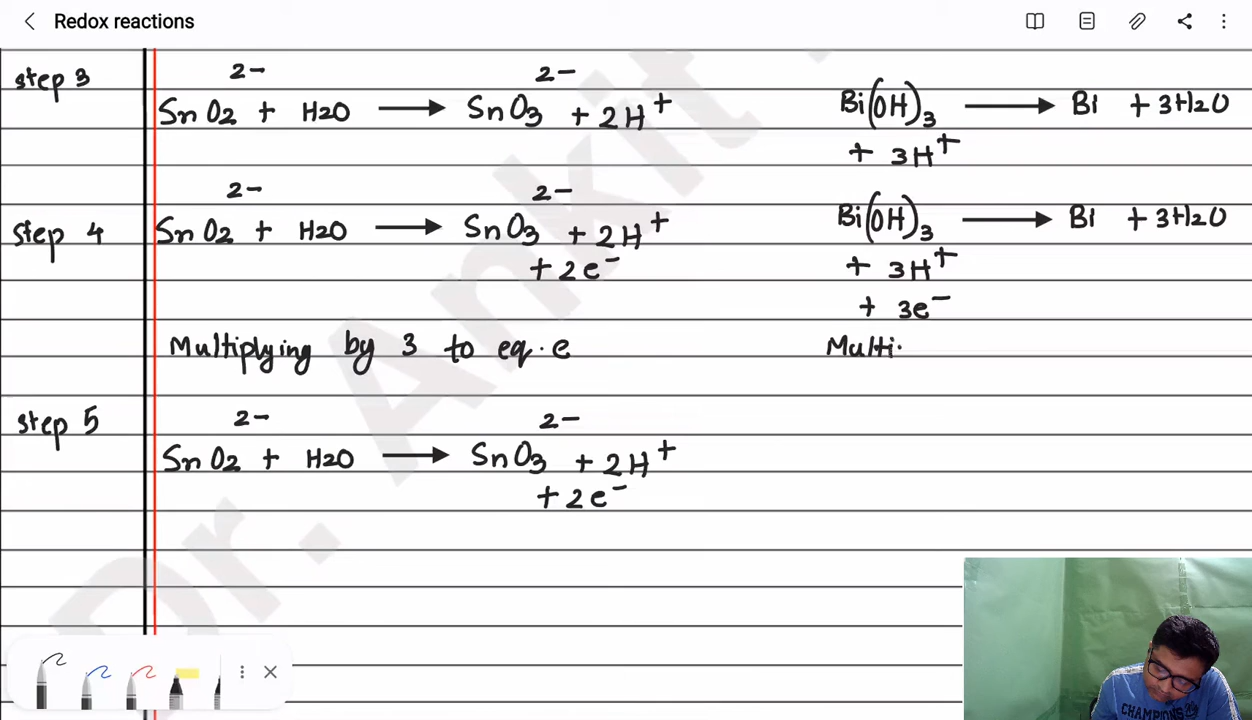 Redox reactions
step 3
2-
2-
SnO2 + H2O → SnO3 + 2H+
Bi(OH)3 → Bi + 3H2O
+ 3H+
step 4
2-
2-
SnO2 + H2O → SnO3 + 2H+
+ 2e-
Bi(OH)3 → Bi + 3H2O
+ 3H+
+ 3e-
Multiplying by 3 to eq. e
Multi.
step 5
2-
2-
SnO2 + H2O → SnO3 + 2H+
+ 2e-
Dr. Ankit
CHAMPIONS